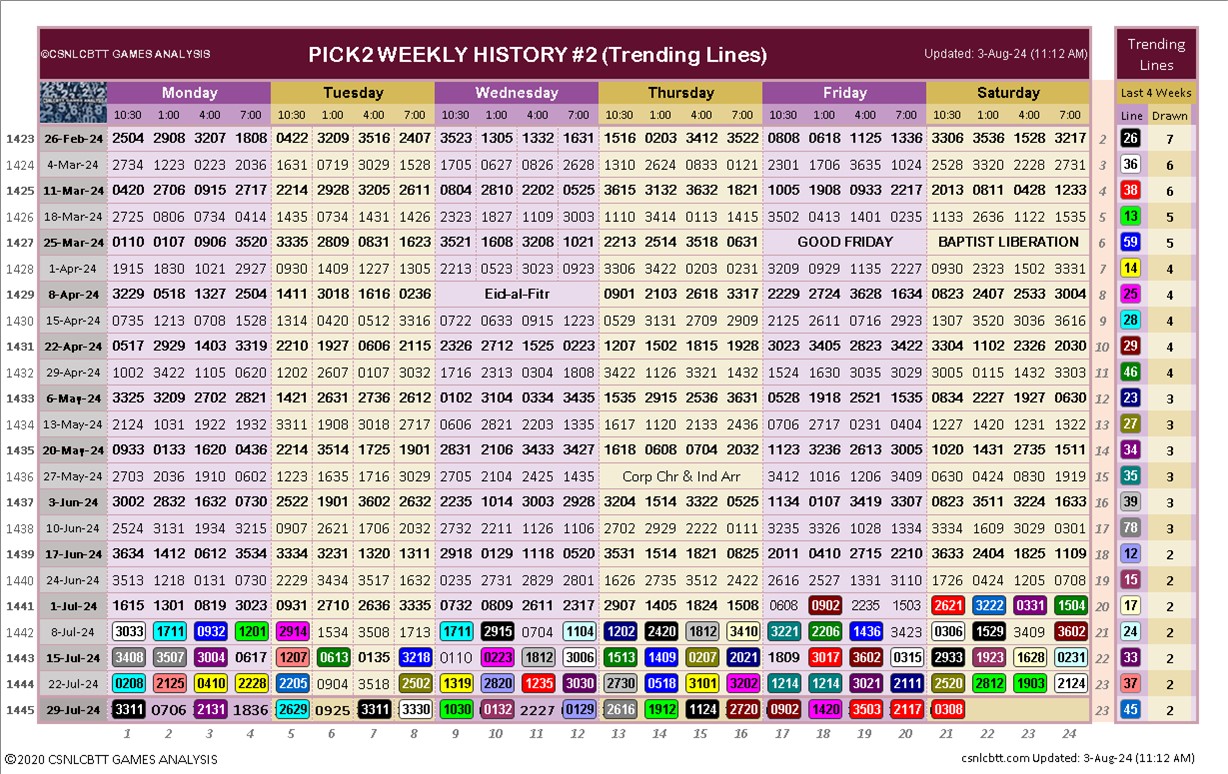 ©CSNLCBTT GAMES ANALYSIS PICK2 WEEKLY HISTORY #2 (Trending Lines) Updated: 3-Aug-24 (11:12 AM) Trending Lines
Monday Tuesday Wednesday Thursday Friday Saturday Last 4 Weeks
10:30 1:00 4:00 7:00 10:30 1:00 4:00 7:00 10:30 1:00 4:00 7:00 10:30 1:00 4:00 7:00 10:30 1:00 4:00 7:00 10:30 1:00 4:00 7:00 Line Drawn
1423 26-Feb-24 2504 2908 3207 1808 0422 3209 3516 2407 3523 1305 1332 1631 1516 0203 3412 3522 0808 0618 1125 1336 3306 3536 1528 3217 2 26 7
1424 4-Mar-24 2734 1223 0223 2036 1631 0719 3029 1525 1705 0627 0826 2628 1310 2624 0833 0121 2301 1706 3635 1024 2528 3320 2228 2731 3 36 6
1425 11-Mar-24 0420 2706 0915 2717 2214 2928 3205 2611 0804 2810 2202 0525 3615 3132 3632 1821 1005 1908 0933 2217 2013 0811 0428 1233 4 38 6
1426 18-Mar-24 2725 0806 0734 0414 1435 0734 1431 1426 2323 1827 1109 3003 1110 3414 0113 1415 3502 0413 1401 0235 1133 2636 1122 1535 5 13 5
1427 25-Mar-24 0110 0107 0906 3520 3335 2809 0831 1623 3521 1608 3208 1021 2213 2514 3518 0631 GOOD FRIDAY BAPTIST LIBERATION 6 59 5
1428 1-Apr-24 1915 1830 1021 2927 0930 1409 1227 1305 2213 0523 3023 0923 3306 3422 0203 0231 3209 0929 1135 2227 0930 2323 1502 3331 7 14 4
1429 8-Apr-24 3229 0518 1327 2504 1411 3018 1616 0236 Eid-al-Fitr 0901 2103 2618 3317 2229 2724 3628 1634 0823 2407 2533 3004 8 25 4
1430 15-Apr-24 0735 1213 0708 1528 1314 0420 0512 3318 0722 0633 0915 1223 0529 3131 2709 2909 2125 2611 0716 2923 1307 3520 3036 3616 9 28 4
1431 22-Apr-24 0517 2929 1403 3319 2210 1927 0606 2115 2326 2712 1525 0223 1207 1502 1815 1928 3023 3405 2823 3422 3304 1102 2326 2030 10 29 4
1432 29-Apr-24 1002 3422 1105 0620 1202 2607 0107 3032 1716 2313 0304 1808 3422 1126 3321 1432 1524 1630 3035 3029 3005 0115 1432 3303 11 46 4
1433 6-May-24 3325 3109 2702 2821 1421 2631 2736 2612 0102 3104 0334 3435 1535 2915 2536 3631 0528 1918 2521 1535 0834 2227 1927 0630 12 23 3
1434 13-May-24 2124 1031 1922 1932 3311 1908 3018 2717 0606 2821 2203 1335 1617 1120 2133 2436 0706 2717 0231 0404 1227 1420 1231 1322 13 27 3
1435 20-May-24 0933 0133 1620 0436 2214 3514 1725 1901 2831 2106 3433 3427 1618 0608 0704 2032 1123 3236 2613 3005 1020 1431 2735 1511 14 34 3
1436 27-May-24 2703 2036 1910 0602 1223 1635 1716 3023 2705 2104 2425 1435 Corp Chr & Ind Arr 3412 1016 1206 3409 0630 0424 0830 1919 15 35 3
1437 3-Jun-24 3002 2832 1632 0730 2522 1901 3602 2632 2235 1014 3003 2928 3204 1514 3322 0525 1134 0107 3419 3307 0823 3511 3224 1633 16 39 3
1438 10-Jun-24 2524 3131 1934 3215 0907 2621 1706 2032 2732 2211 1126 1106 2702 2929 2222 0111 3235 3326 1028 1334 3334 1609 3029 0301 17 78 3
1439 17-Jun-24 3634 1412 0612 3534 3334 3231 1320 1311 2918 0129 1118 0520 3531 1514 1821 0825 2011 0410 2715 2210 3633 2404 1825 1109 18 12 2
1440 24-Jun-24 3513 1218 0131 0730 2229 3434 3517 1632 0235 2731 2829 2801 1626 2735 3512 2422 2616 2527 1331 3110 1726 0424 1205 0708 19 15 2
1441 1-Jul-24 1615 1301 0819 3023 0931 2710 2636 3335 0732 0809 2611 2317 2907 1405 1824 1508 0608 0902 2235 1503 2621 3222 0331 1504 20 17 2
1442 8-Jul-24 3033 1711 0932 1201 2914 1534 3508 1713 1711 2915 0704 1104 1202 2420 1812 3410 3221 2206 1436 3423 0306 1529 3409 3602 21 24 2
1443 15-Jul-24 3408 3507 3004 0617 1207 0613 0135 3218 0110 0223 1812 3006 1513 1409 0207 2021 1809 3017 3602 0315 2933 1923 1628 0231 22 33 2
1444 22-Jul-24 0208 2125 0410 2228 2205 0904 3518 2502 1319 2820 1235 3030 2730 0518 3101 3202 1214 1214 3021 2111 2520 2812 1903 2124 23 37 2
1445 29-Jul-24 3311 0706 2131 1836 2629 0925 3311 3330 1030 0132 2227 0129 2616 1912 1124 2720 0902 1420 3503 2117 0308 23 45 2
1 2 3 4 5 6 7 8 9 10 11 12 13 14 15 16 17 18 19 20 21 22 23 24
©2020 CSNLCBTT GAMES ANALYSIS csnlcbtt.com Updated: 3-Aug-24 (11:12 AM)